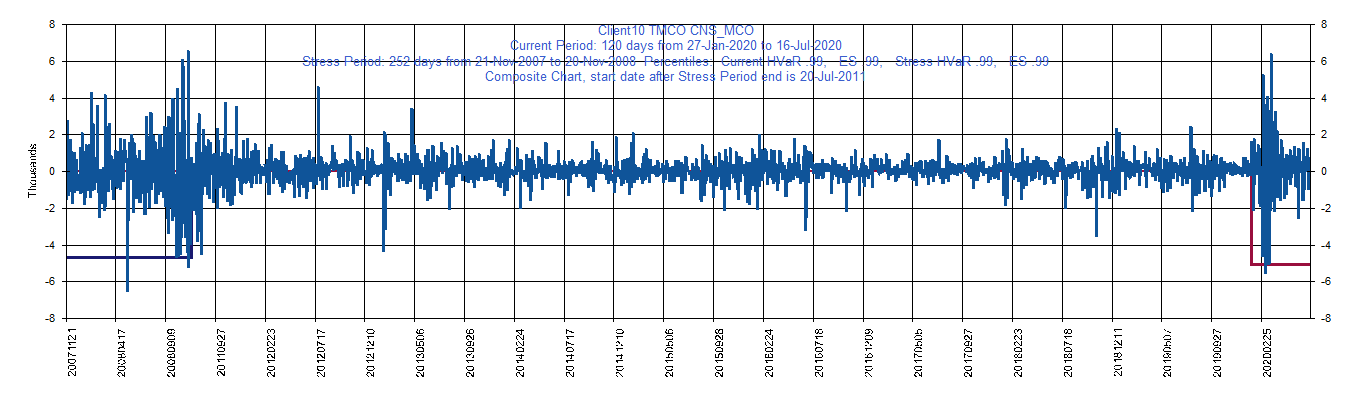 Client10 TMCO CNS_MCO
Current Period: 120 days from 27-Jan-2020 to 16-Jul-2020
Stress Period: 252 days from 21-Nov-2007 to 20-Nov-2008 Percentiles: Current HVaR .99, ES .99, Stress HVaR .99, ES .99
Composite Chart, start date after Stress Period end is 20-Jul-2011
8 8
6 6
4 4
2 2
0 0
-2 -2
-4 -4
-6 -6
-8 -8
Thousands
20071121 20080417 20080909 20110927 20120223 20120717 20121210 20130506 20130926 20140224 20140717 20141210 20150506 20150928 20160224 20160718 20161209 20170505 20170927 20180223 20180718 20181211 20190507 20190927 20200225